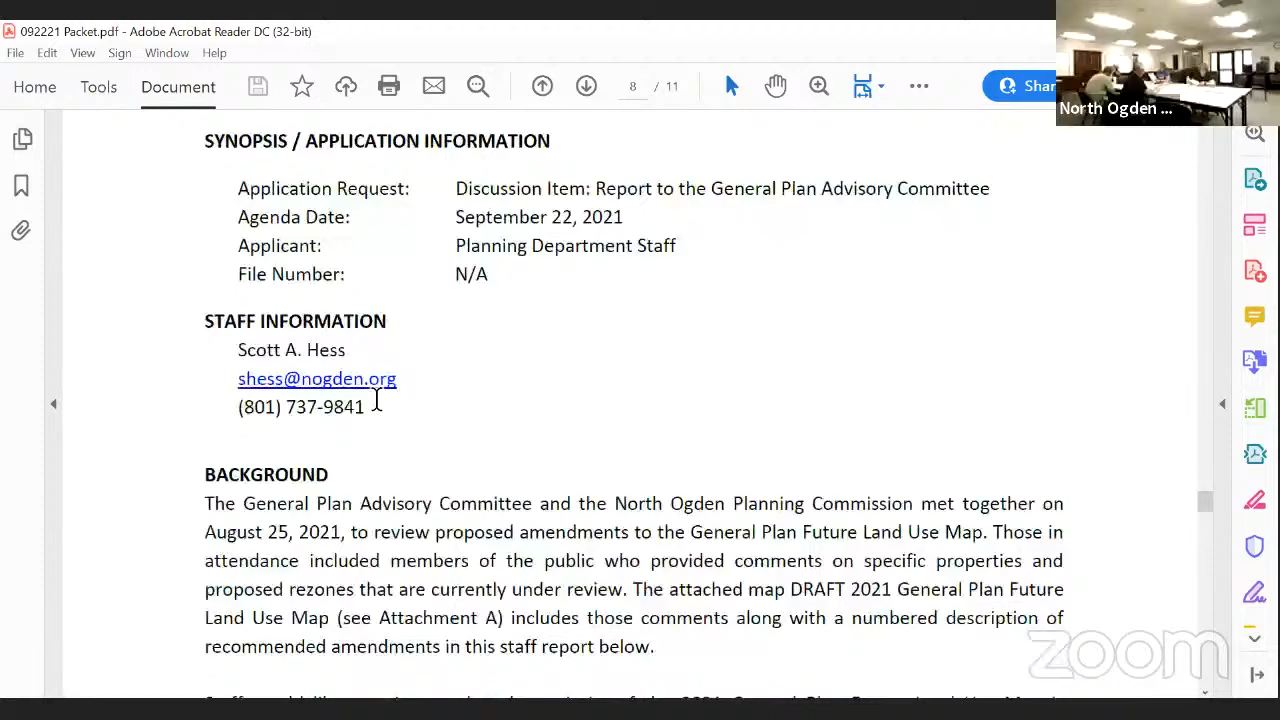 092221 Packet.pdf - Adobe Acrobat Reader DC (32-bit)
File Edit View Sign Window Help
Home Tools Document 8 / 11 Shar
North Ogden ...
SYNOPSIS / APPLICATION INFORMATION
Application Request: Discussion Item: Report to the General Plan Advisory Committee
Agenda Date: September 22, 2021
Applicant: Planning Department Staff
File Number: N/A
STAFF INFORMATION
Scott A. Hess
shess@nogden.org
(801) 737-9841
BACKGROUND
The General Plan Advisory Committee and the North Ogden Planning Commission met together on
August 25, 2021, to review proposed amendments to the General Plan Future Land Use Map. Those in
attendance included members of the public who provided comments on specific properties and
proposed rezones that are currently under review. The attached map DRAFT 2021 General Plan Future
Land Use Map (see Attachment A) includes those comments along with a numbered description of
recommended amendments in this staff report below.
zoom